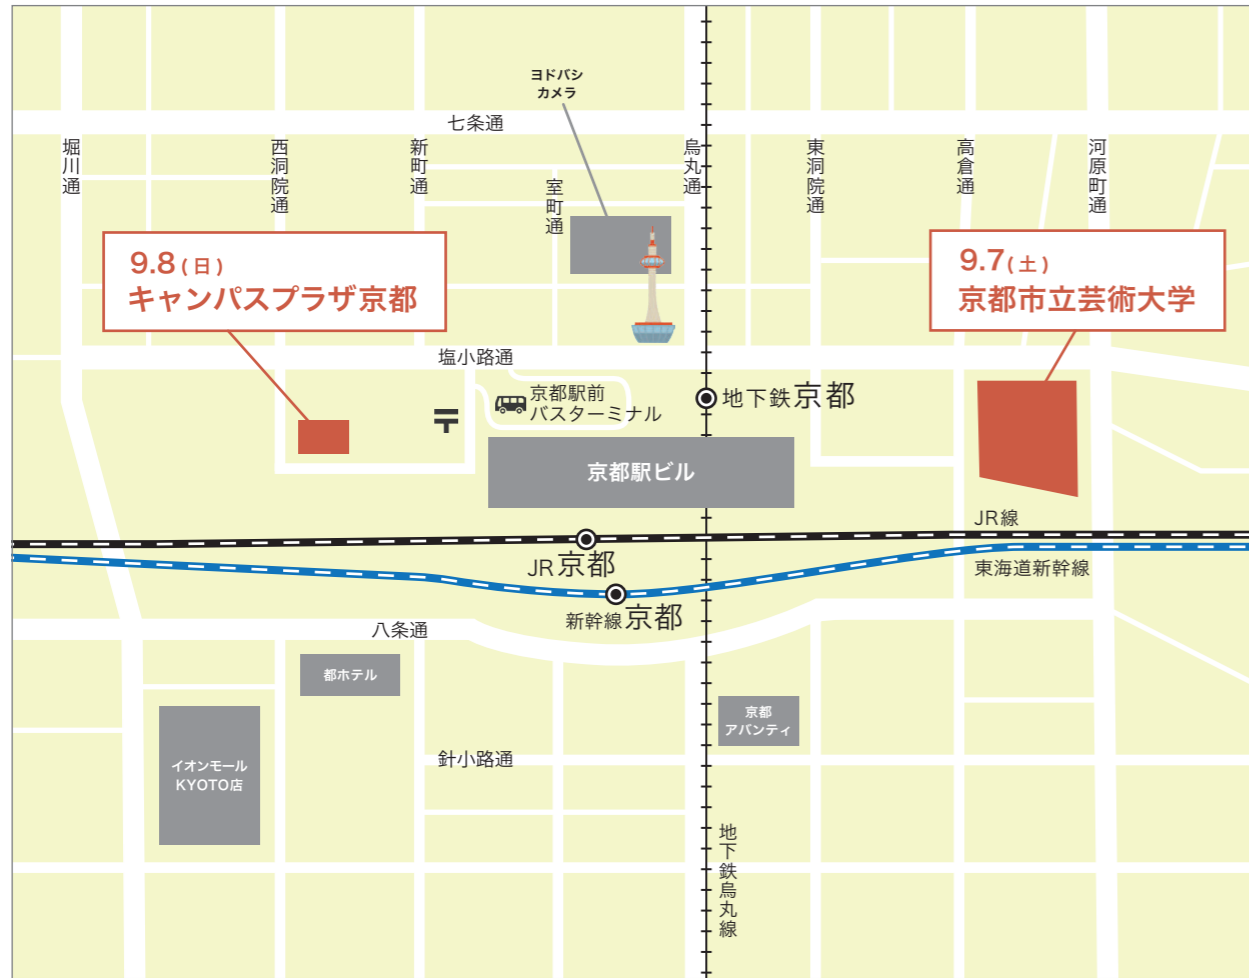 ヨドバシ
カメラ
七条通
堀川通
西洞院通
新町通
室町通
烏丸通
東洞院通
高倉通
河原町通
9.8(日)
キャンパスプラザ京都
9.7(土)
京都市立芸術大学
塩小路通
京都駅前
バスターミナル
地下鉄京都
京都駅ビル
JR線
JR京都
東海道新幹線
新幹線京都
八条通
都ホテル
京都
アバンティ
イオンモール
KYOTO店
針小路通
地下鉄烏丸線